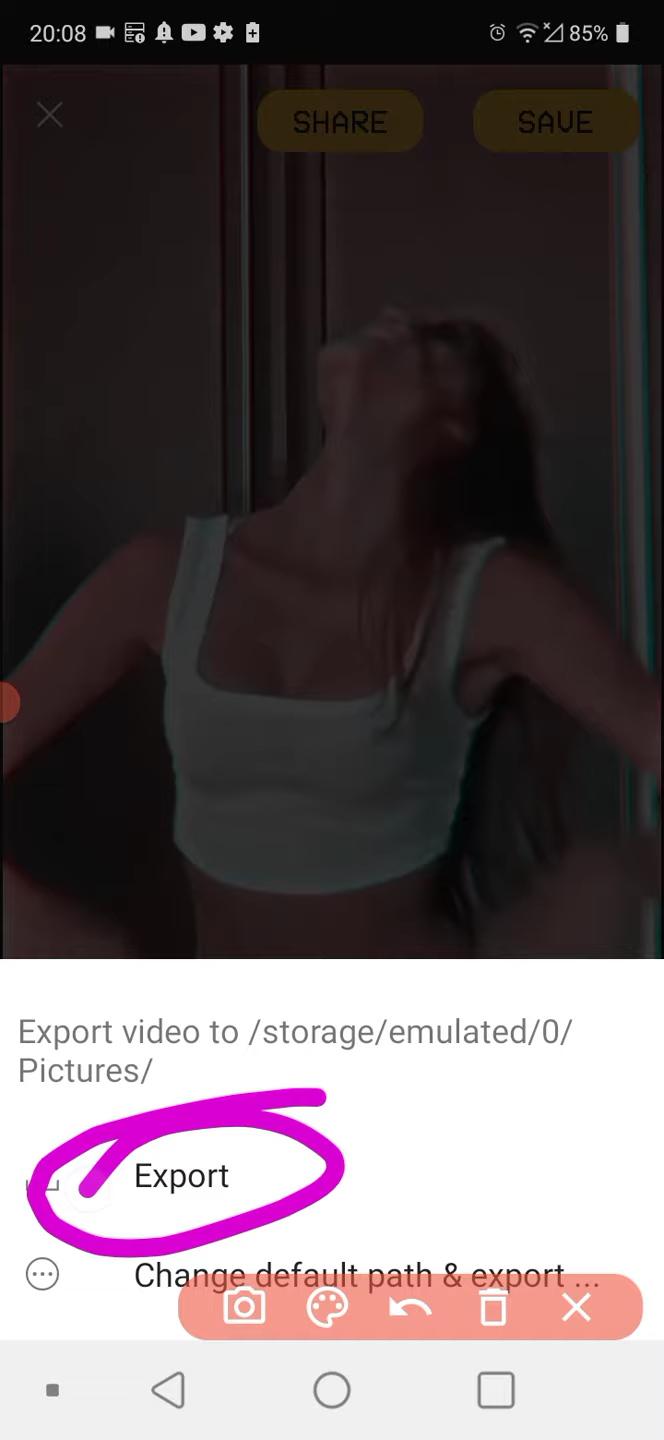 20:08
85%
SHARE
SAVE
Export video to /storage/emulated/0/
Pictures/
Export
Change default path & export ...